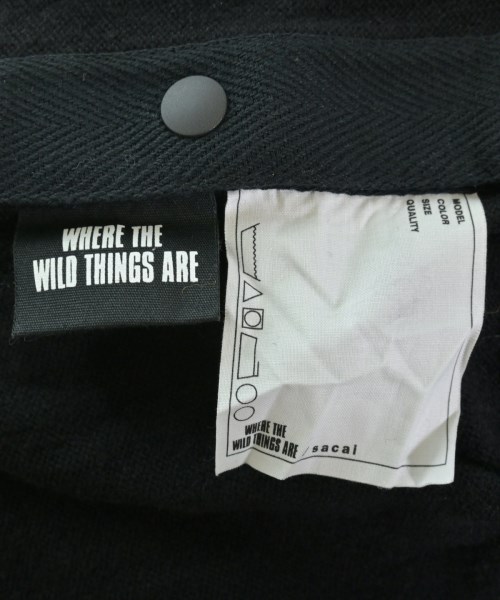 WHERE THE
WILD THINGS ARE
MODEL
COLOR
SIZE
QUALITY
WHERE THE
WILD THINGS ARE / sacai